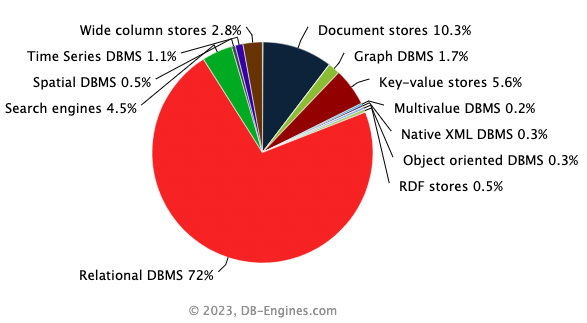 Wide column stores 2.8%
Document stores 10.3%
Time Series DBMS 1.1%
Graph DBMS 1.7%
Spatial DBMS 0.5%
Key-value stores 5.6%
Search engines 4.5%
Multivalue DBMS 0.2%
Native XML DBMS 0.3%
Object oriented DBMS 0.3%
RDF stores 0.5%
Relational DBMS 72%
© 2023, DB-Engines.com